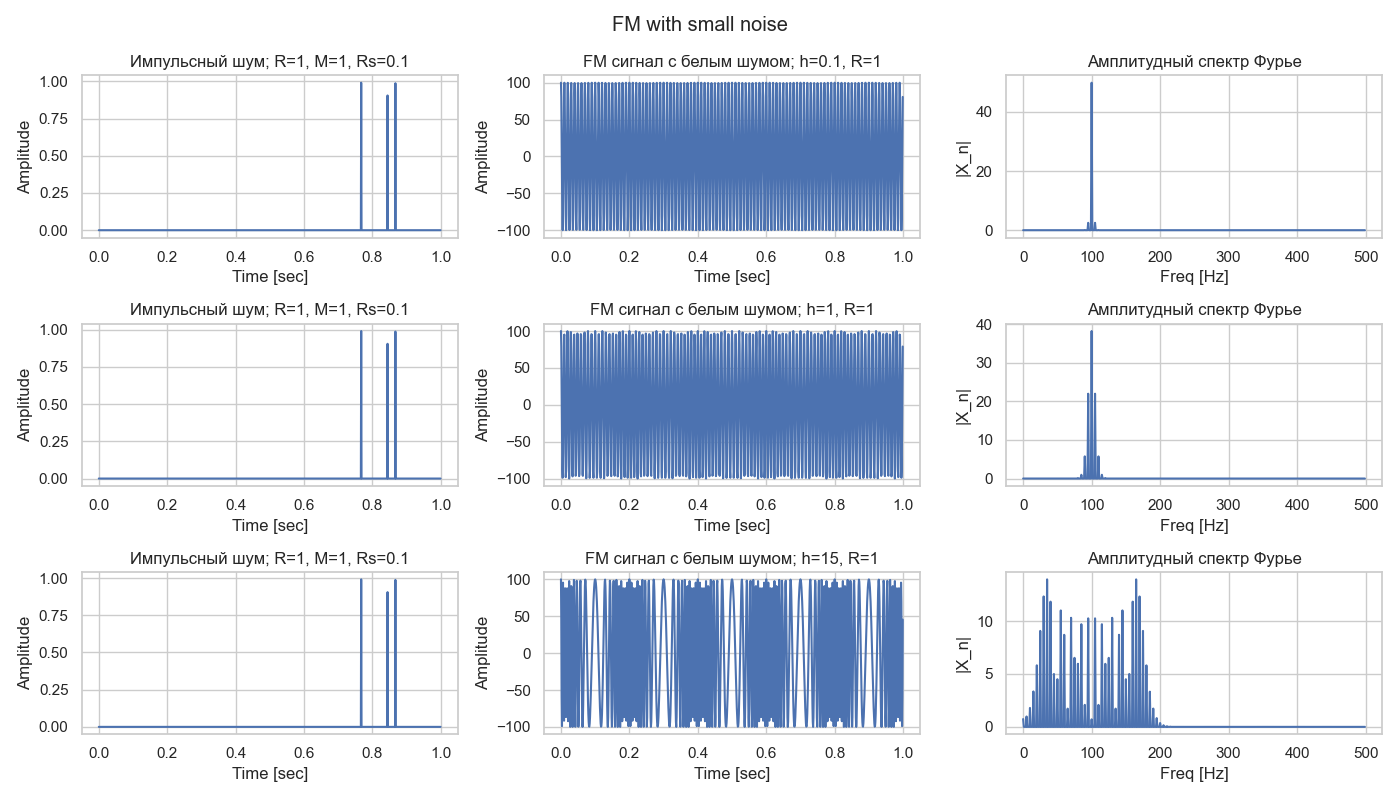 FM with small noise
Импульсный шум; R=1, M=1, Rs=0.1
FM сигнал с белым шумом; h=0.1, R=1
Амплитудный спектр Фурье
Amplitude
1.00
0.75
0.50
0.25
0.00
0.0 0.2 0.4 0.6 0.8 1.0
Time [sec]
Amplitude
100
50
0
−50
−100
0.0 0.2 0.4 0.6 0.8 1.0
Time [sec]
|X_n|
40
20
0
0 100 200 300 400 500
Freq [Hz]
Импульсный шум; R=1, M=1, Rs=0.1
FM сигнал с белым шумом; h=1, R=1
Амплитудный спектр Фурье
Amplitude
1.00
0.75
0.50
0.25
0.00
0.0 0.2 0.4 0.6 0.8 1.0
Time [sec]
Amplitude
100
50
0
−50
−100
0.0 0.2 0.4 0.6 0.8 1.0
Time [sec]
|X_n|
40
30
20
10
0
0 100 200 300 400 500
Freq [Hz]
Импульсный шум; R=1, M=1, Rs=0.1
FM сигнал с белым шумом; h=15, R=1
Амплитудный спектр Фурье
Amplitude
1.00
0.75
0.50
0.25
0.00
0.0 0.2 0.4 0.6 0.8 1.0
Time [sec]
Amplitude
100
50
0
−50
−100
0.0 0.2 0.4 0.6 0.8 1.0
Time [sec]
|X_n|
10
5
0
0 100 200 300 400 500
Freq [Hz]